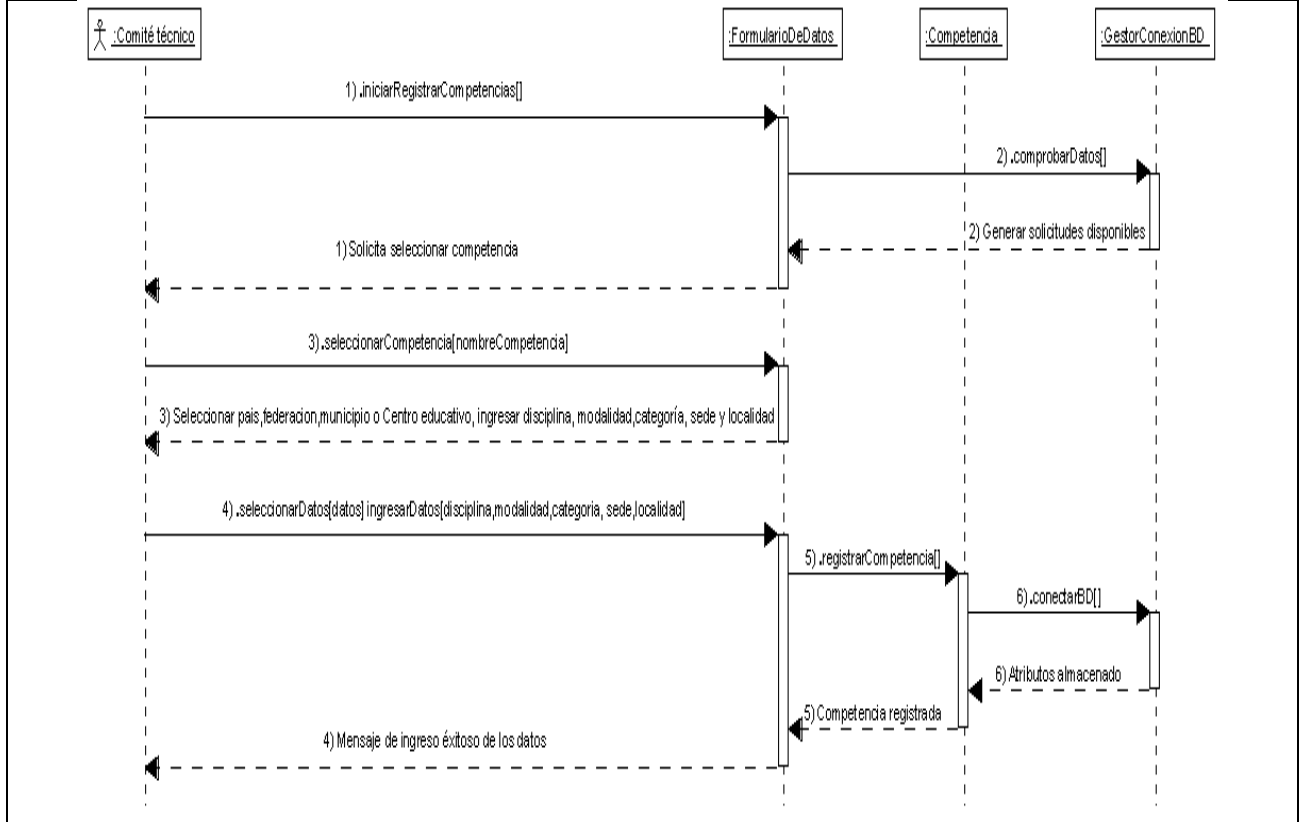 :Comité técnico
:FormularioDeDatos
:Competencia
:GestorConexionBD
1) .iniciarRegistrarCompetencias[]
2) .comprobarDatos[]
2) Generar solicitudes disponibles
1) Solicita seleccionar competencia
3).seleccionarCompetencia[nombreCompetencia]
3) Seleccionar pais,federacion,municipio o Centro educativo, ingresar disciplina, modalidad,categoría, sede y localidad
4) .seleccionarDatos[datos] ingresarDatos[disciplina,modalidad,categoria, sede,localidad]
5) .registrarCompetencia[]
6) .conectarBD[]
6) Atributos almacenado
5) Competencia registrada
4) Mensaje de ingreso éxitoso de los datos